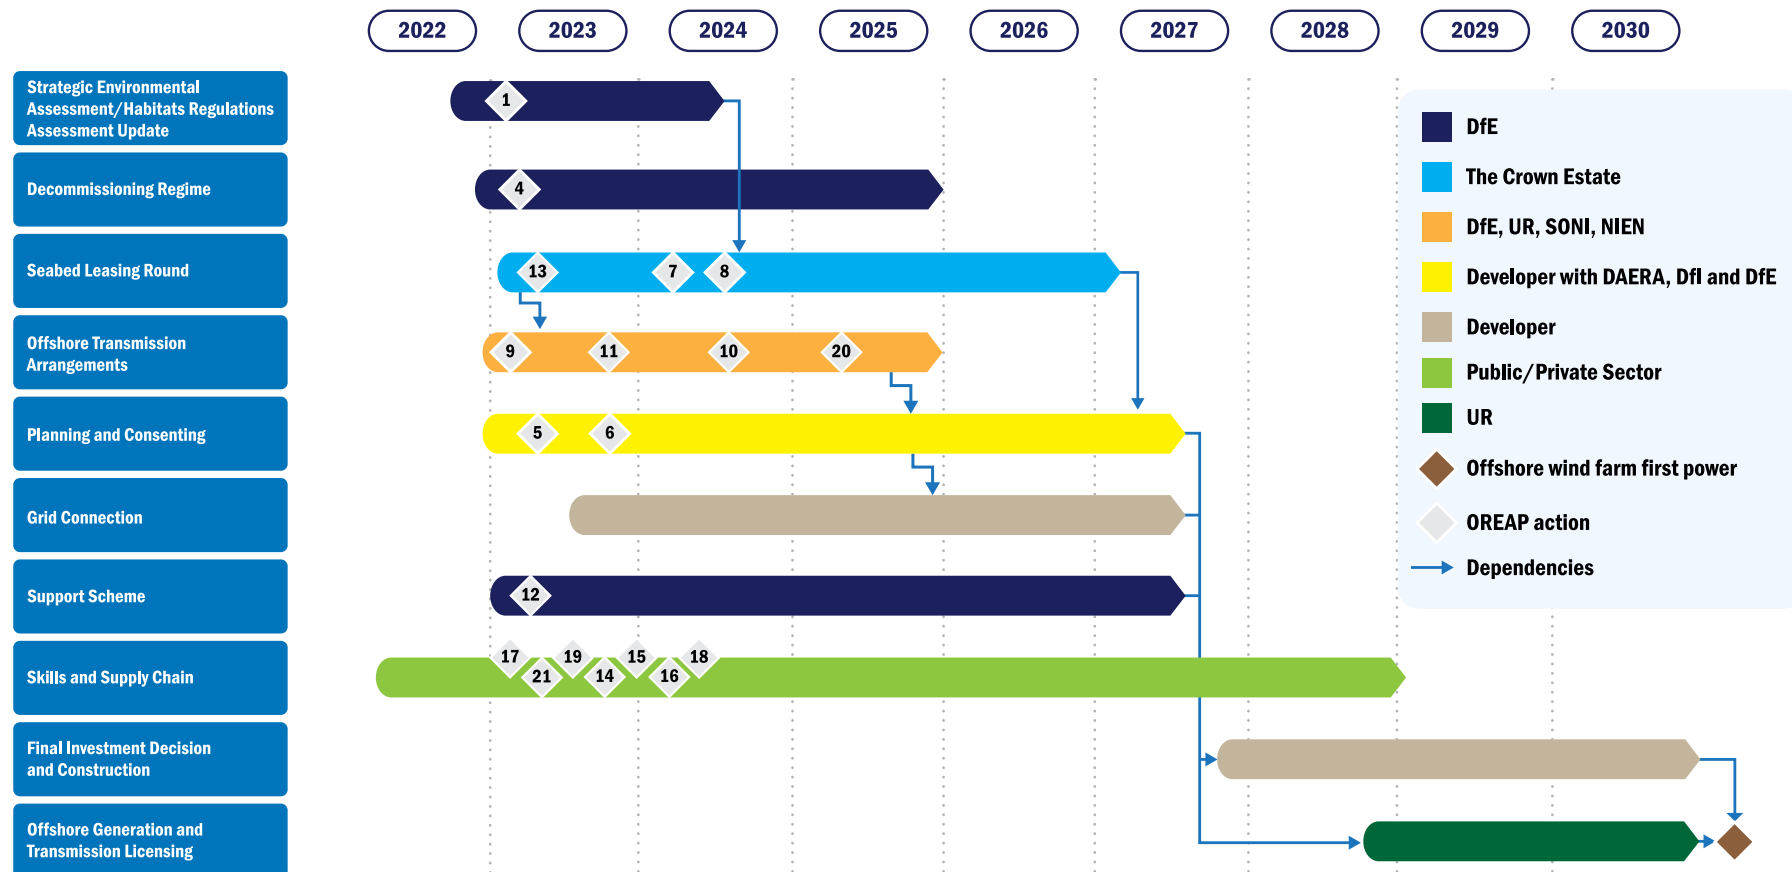 2022 2023 2024 2025 2026 2027 2028 2029 2030
Strategic Environmental
Assessment/Habitats Regulations
Assessment Update
1
Decommissioning Regime
4
Seabed Leasing Round
13 7 8
Offshore Transmission
Arrangements
9 11 10 20
Planning and Consenting
5 6
Grid Connection
Support Scheme
12
Skills and Supply Chain
17 19 15 18
21 14 16
Final Investment Decision
and Construction
Offshore Generation and
Transmission Licensing
DfE
The Crown Estate
DfE, UR, SONI, NIEN
Developer with DAERA, DfI and DfE
Developer
Public/Private Sector
UR
Offshore wind farm first power
OREAP action
Dependencies